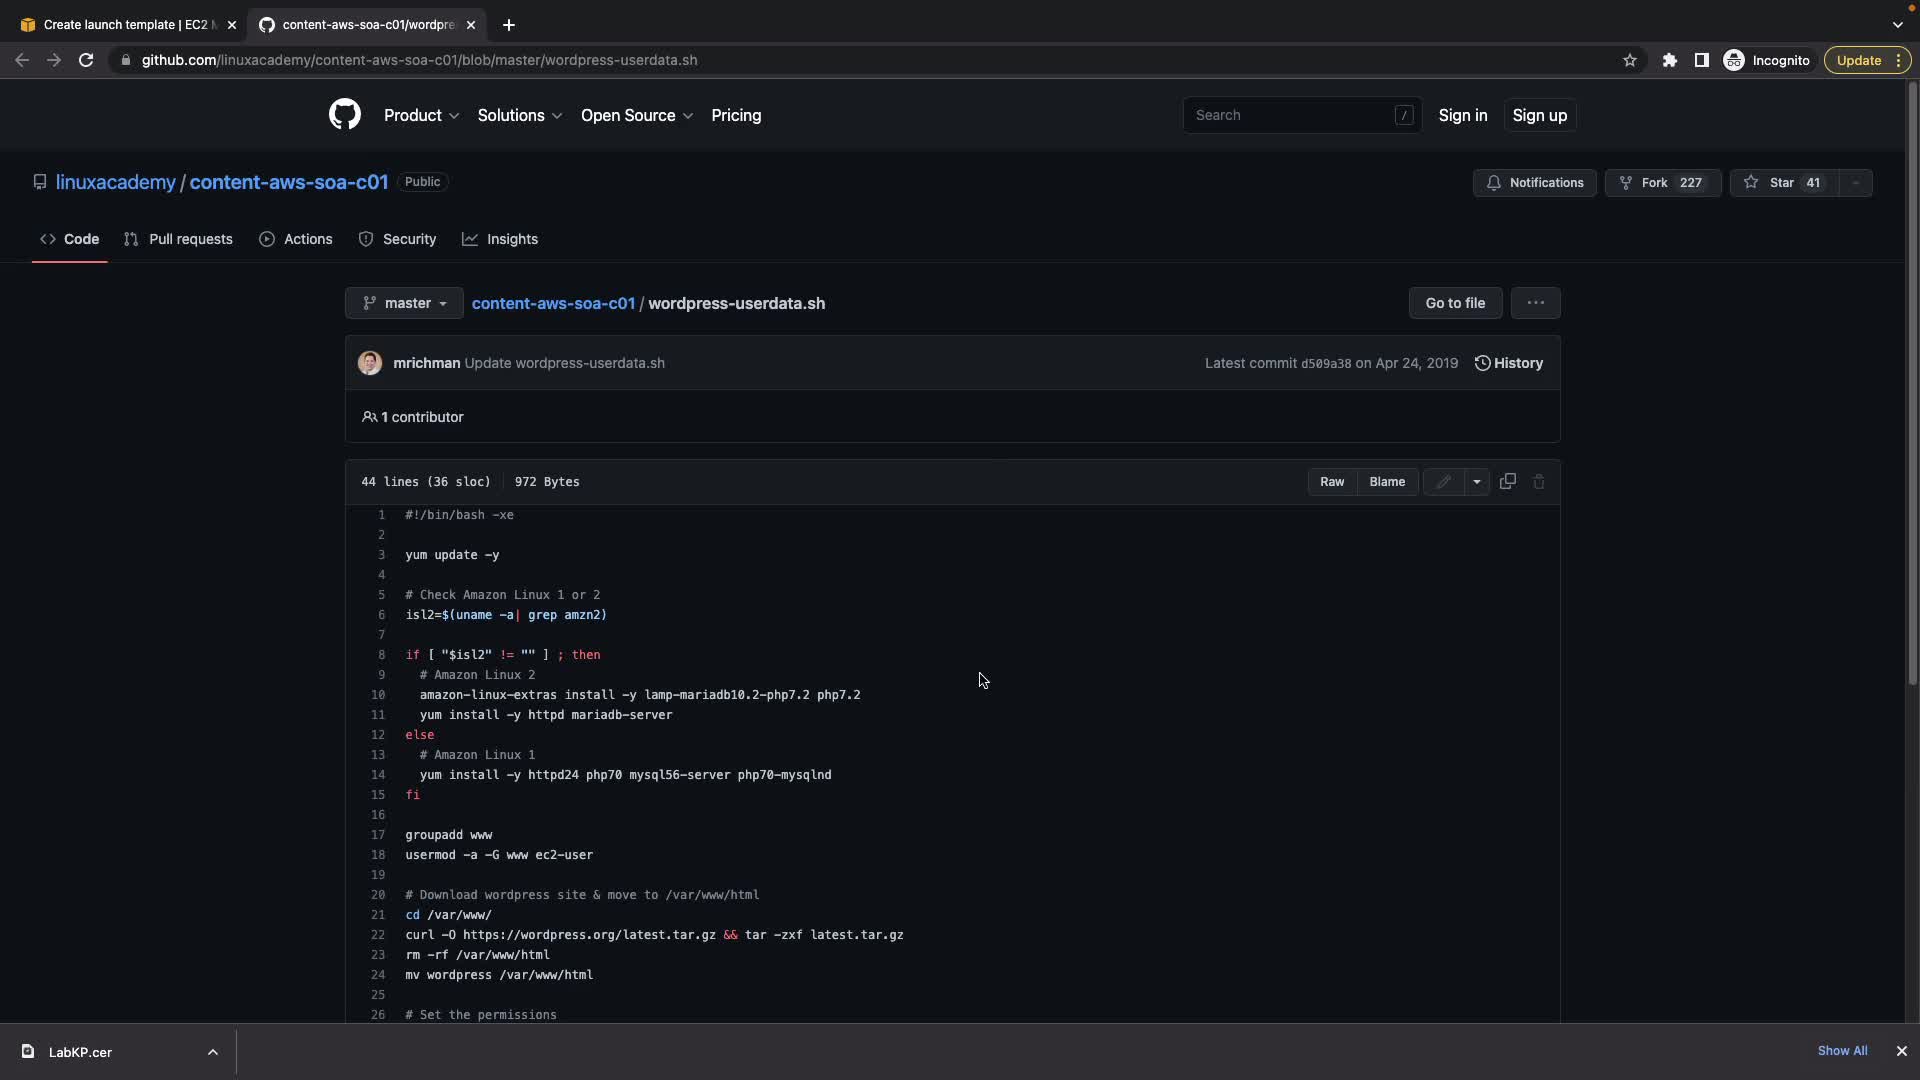 Create launch template | EC2 M
content-aws-soa-c01/wordpre
github.com/linuxacademy/content-aws-soa-c01/blob/master/wordpress-userdata.sh
Incognito
Update
Product
Solutions
Open Source
Pricing
Search
/
Sign in
Sign up
linuxacademy / content-aws-soa-c01
Public
Notifications
Fork 227
Star 41
Code
Pull requests
Actions
Security
Insights
master
content-aws-soa-c01 / wordpress-userdata.sh
Go to file
...
mrichman Update wordpress-userdata.sh
Latest commit d509a38 on Apr 24, 2019
History
1 contributor
44 lines (36 sloc)
972 Bytes
Raw
Blame
1 #!/bin/bash -xe
2
3 yum update -y
4
5 # Check Amazon Linux 1 or 2
6 isl2=$(uname -a| grep amzn2)
7
8 if [ "$isl2" != "" ] ; then
9 # Amazon Linux 2
10 amazon-linux-extras install -y lamp-mariadb10.2-php7.2 php7.2
11 yum install -y httpd mariadb-server
12 else
13 # Amazon Linux 1
14 yum install -y httpd24 php70 mysql56-server php70-mysqlnd
15 fi
16
17 groupadd www
18 usermod -a -G www ec2-user
19
20 # Download wordpress site & move to /var/www/html
21 cd /var/www/
22 curl -O https://wordpress.org/latest.tar.gz && tar -zxf latest.tar.gz
23 rm -rf /var/www/html
24 mv wordpress /var/www/html
25
26 # Set the permissions
LabKP.cer
Show All